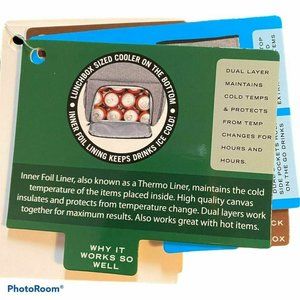 LUNCHBOX SIZED COOLER ON THE BOTTOM
INNER FOIL LINING KEEPS DRINKS ICE COLD!
DUAL LAYER
MAINTAINS
COLD TEMPS
& PROTECTS
FROM TEMP
CHANGES FOR
HOURS AND
HOURS.
Inner Foil Liner, also known as a Thermo Liner, maintains the cold
temperature of the items placed inside. High quality canvas
insulates and protects from temperature change. Dual layers work
together for maximum results. Also works great with hot items.
WHY IT
WORKS SO
WELL
SIDE POCKETS
ON THE GO DRINKS
PhotoRoom®